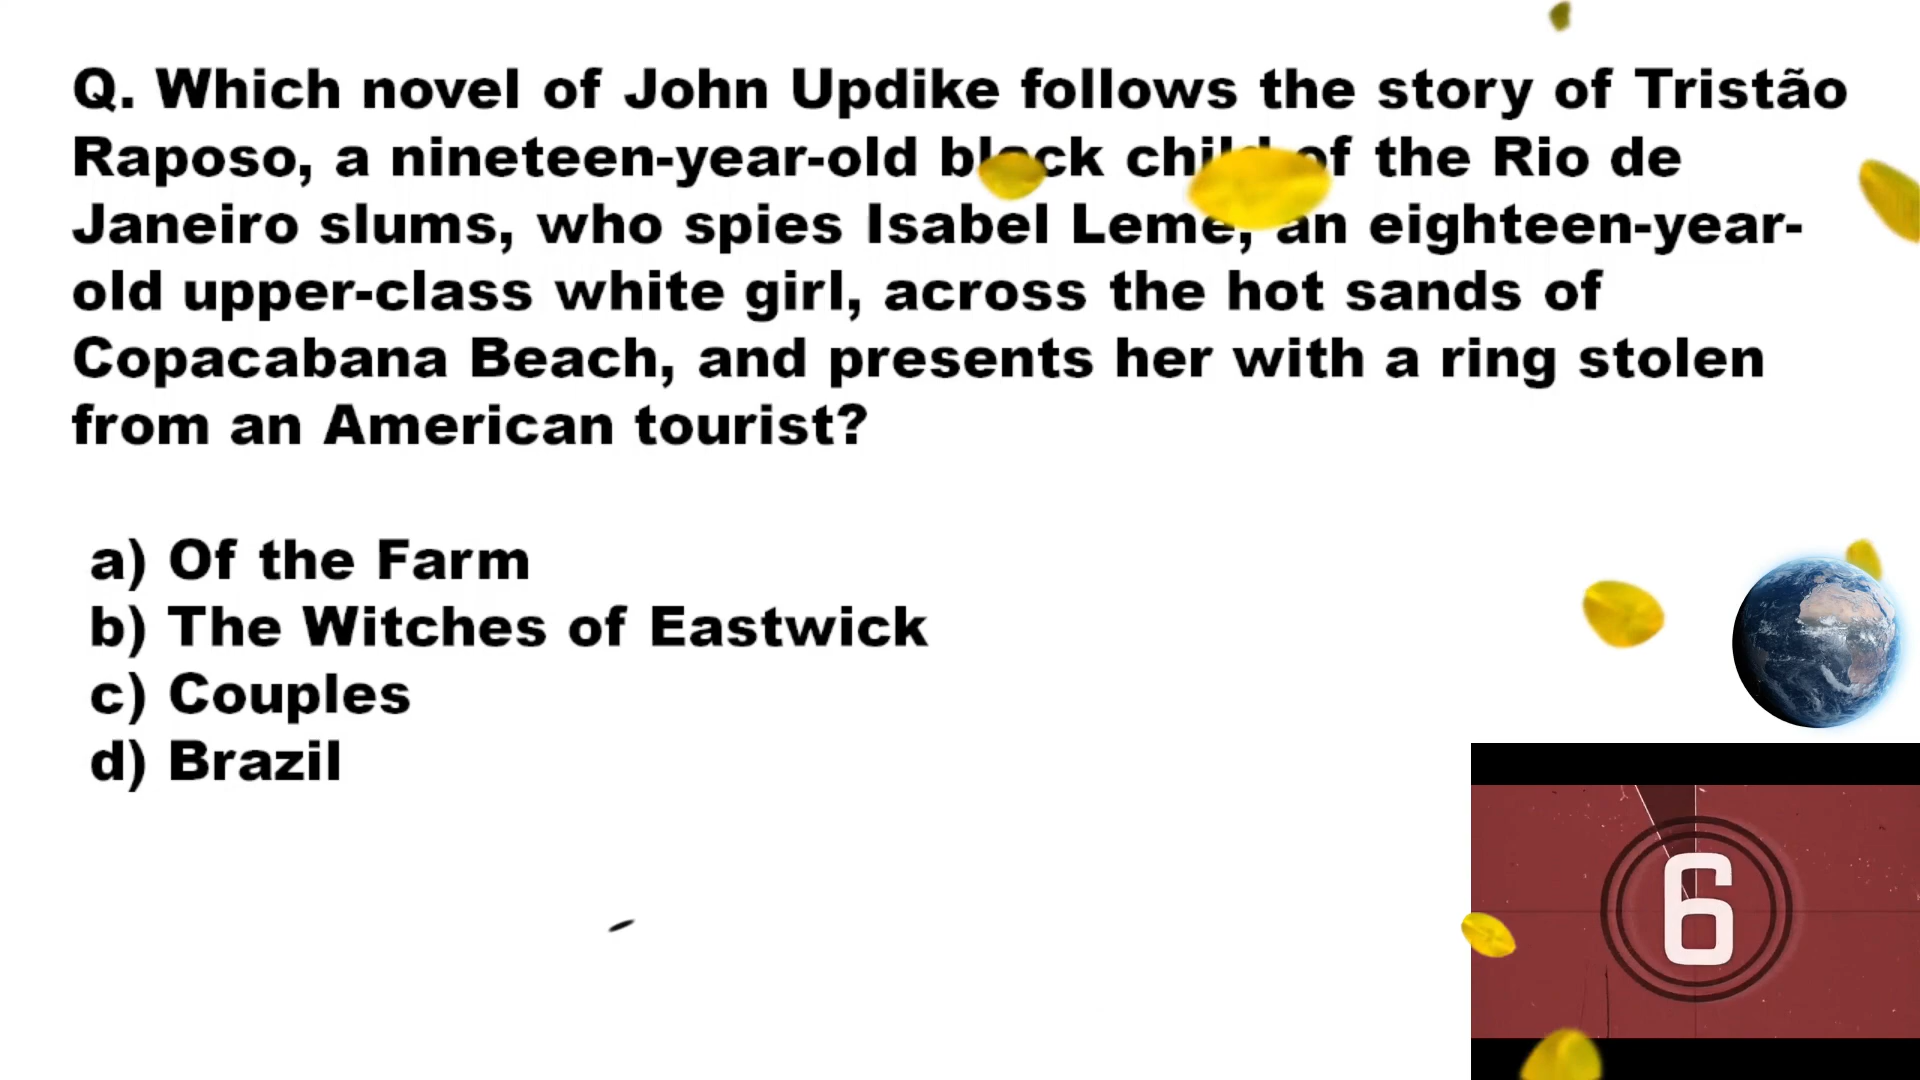 Q. Which novel of John Updike follows the story of Tristão
Raposo, a nineteen-year-old black child of the Rio de
Janeiro slums, who spies Isabel Leme, an eighteen-year-
old upper-class white girl, across the hot sands of
Copacabana Beach, and presents her with a ring stolen
from an American tourist?
a) Of the Farm
b) The Witches of Eastwick
c) Couples
d) Brazil
6